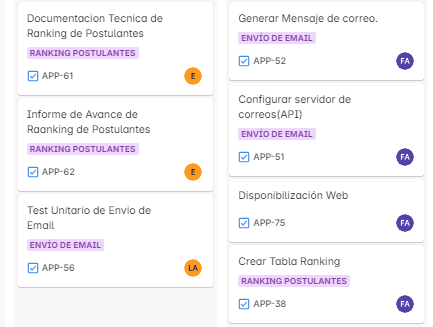 Documentacion Tecnica de
Ranking de Postulantes
RANKING POSTULANTES
APP-61
E
Informe de Avance de
Raanking de Postulantes
RANKING POSTULANTES
APP-62
E
Test Unitario de Envio de
Email
ENVÍO DE EMAIL
APP-56
LA
Generar Mensaje de correo.
ENVÍO DE EMAIL
APP-52
FA
Configurar servidor de
correos(API)
ENVÍO DE EMAIL
APP-51
FA
Disponibilización Web
APP-75
FA
Crear Tabla Ranking
RANKING POSTULANTES
APP-38
FA